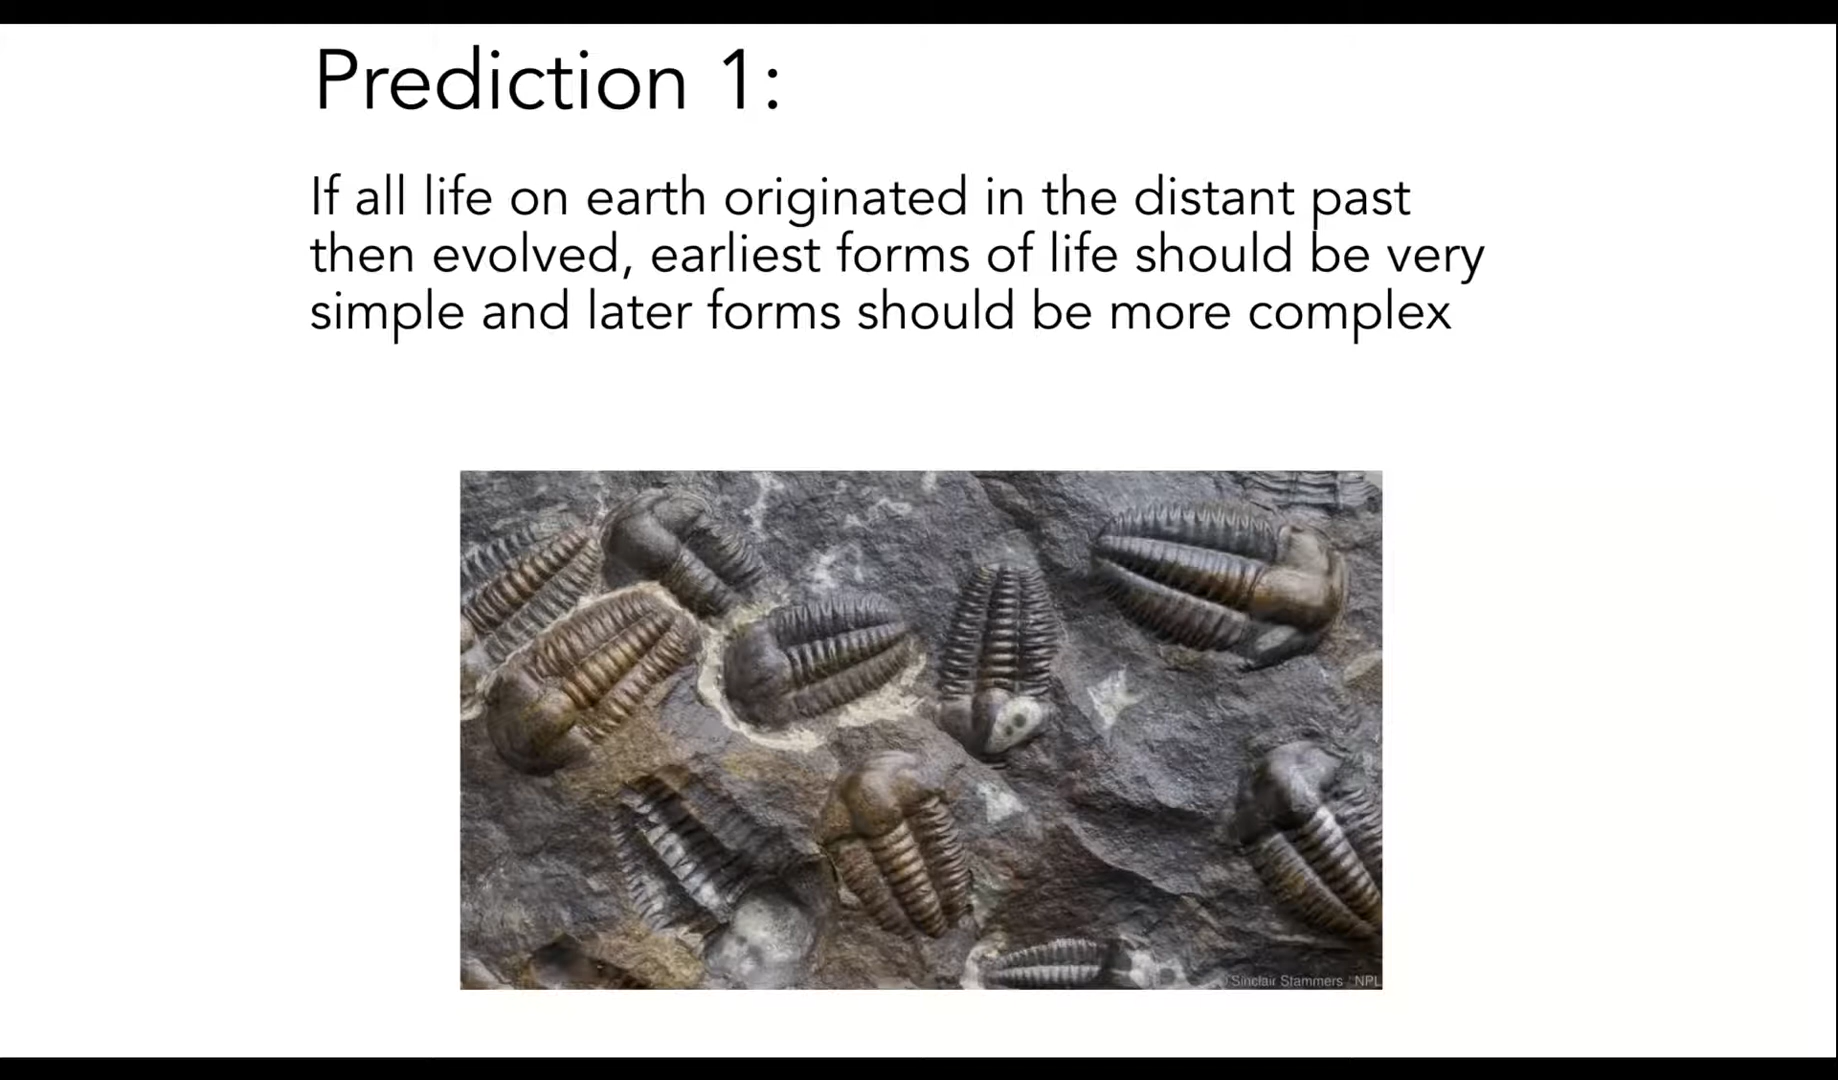 Prediction 1:
If all life on earth originated in the distant past
then evolved, earliest forms of life should be very
simple and later forms should be more complex
Sinclair Stammers / NPL